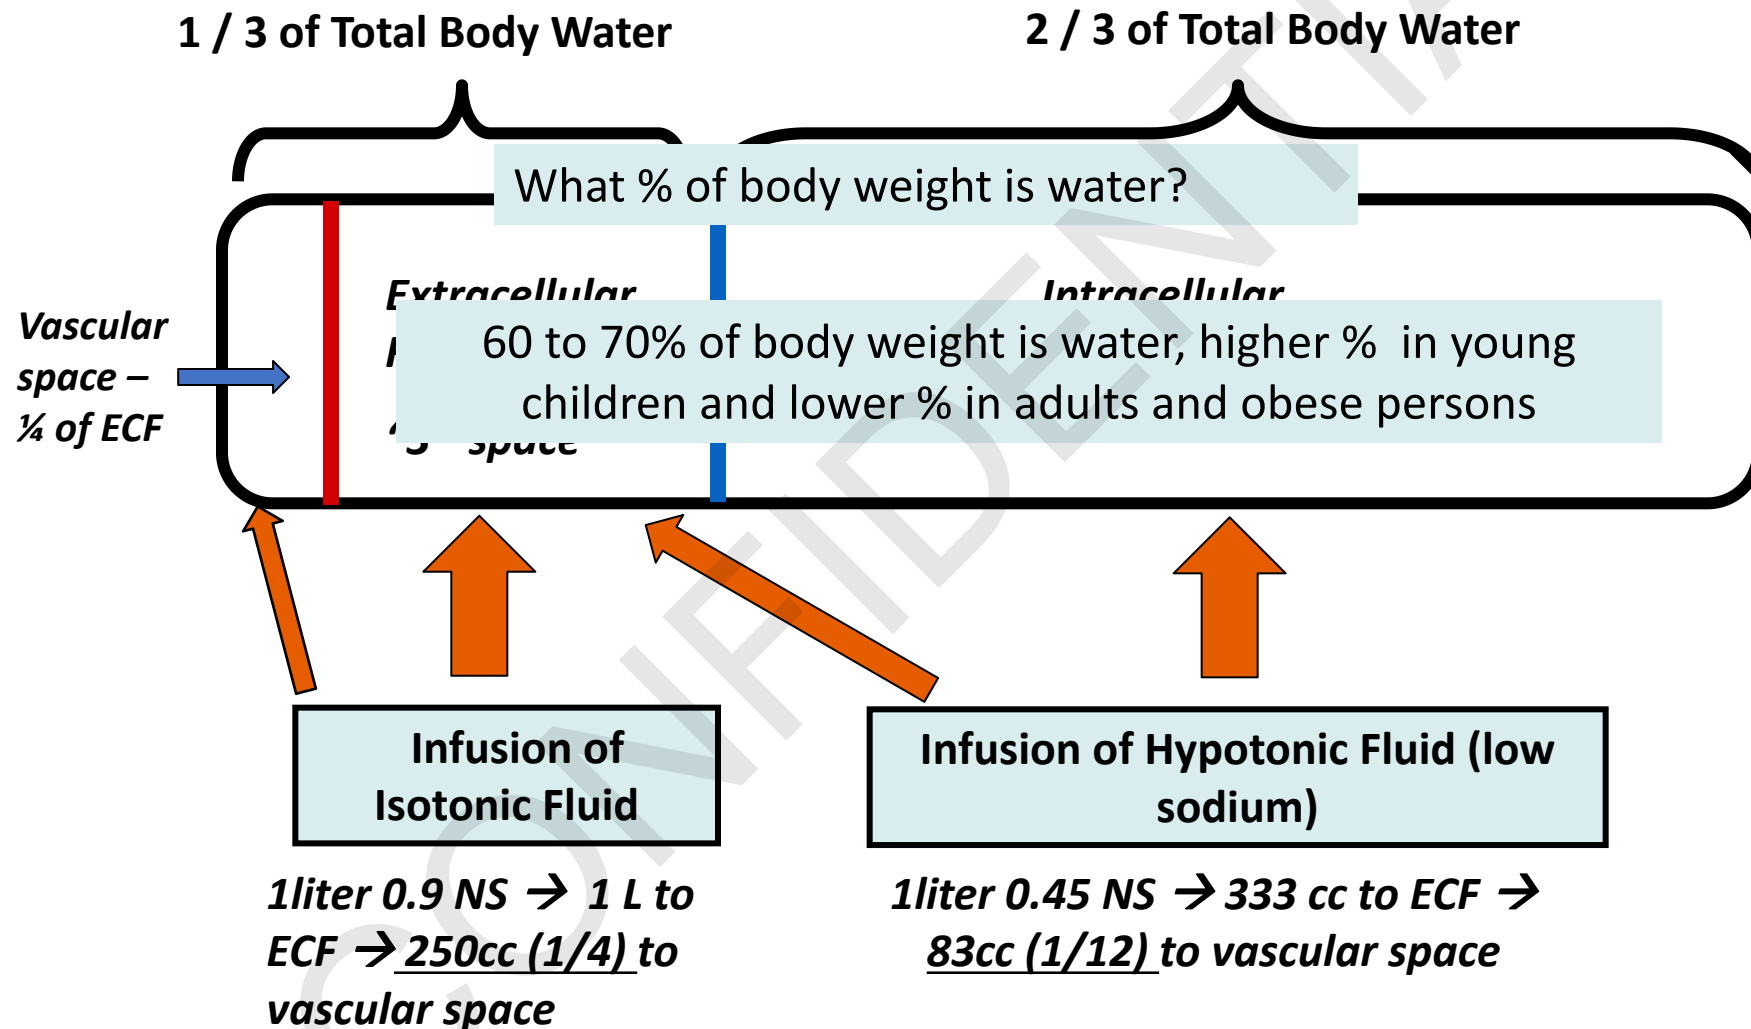 1 / 3 of Total Body Water
2 / 3 of Total Body Water
What % of body weight is water?
Extracellular
Intracellular
Vascular
space –
¼ of ECF
60 to 70% of body weight is water, higher % in young
children and lower % in adults and obese persons
space
Infusion of
Isotonic Fluid
Infusion of Hypotonic Fluid (low
sodium)
1liter 0.9 NS → 1 L to
ECF → 250cc (1/4) to
vascular space
1liter 0.45 NS → 333 cc to ECF →
83cc (1/12) to vascular space
CONFIDENTIA